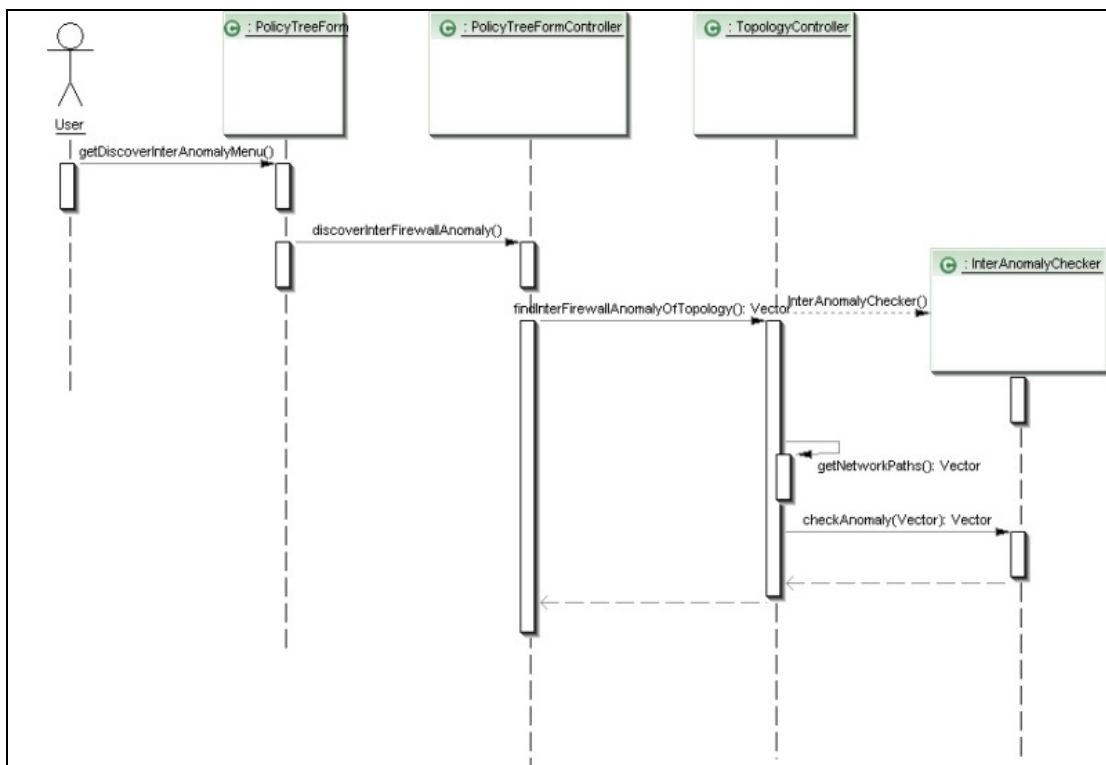 C : PolicyTreeForm
C : PolicyTreeFormController
C : TopologyController
User
getDiscoverInterAnomalyMenu()
discoverInterFirewallAnomaly()
C : InterAnomalyChecker
findInterFirewallAnomalyOfTopology(): Vector
InterAnomalyChecker()
getNetworkPaths(): Vector
checkAnomaly(Vector): Vector